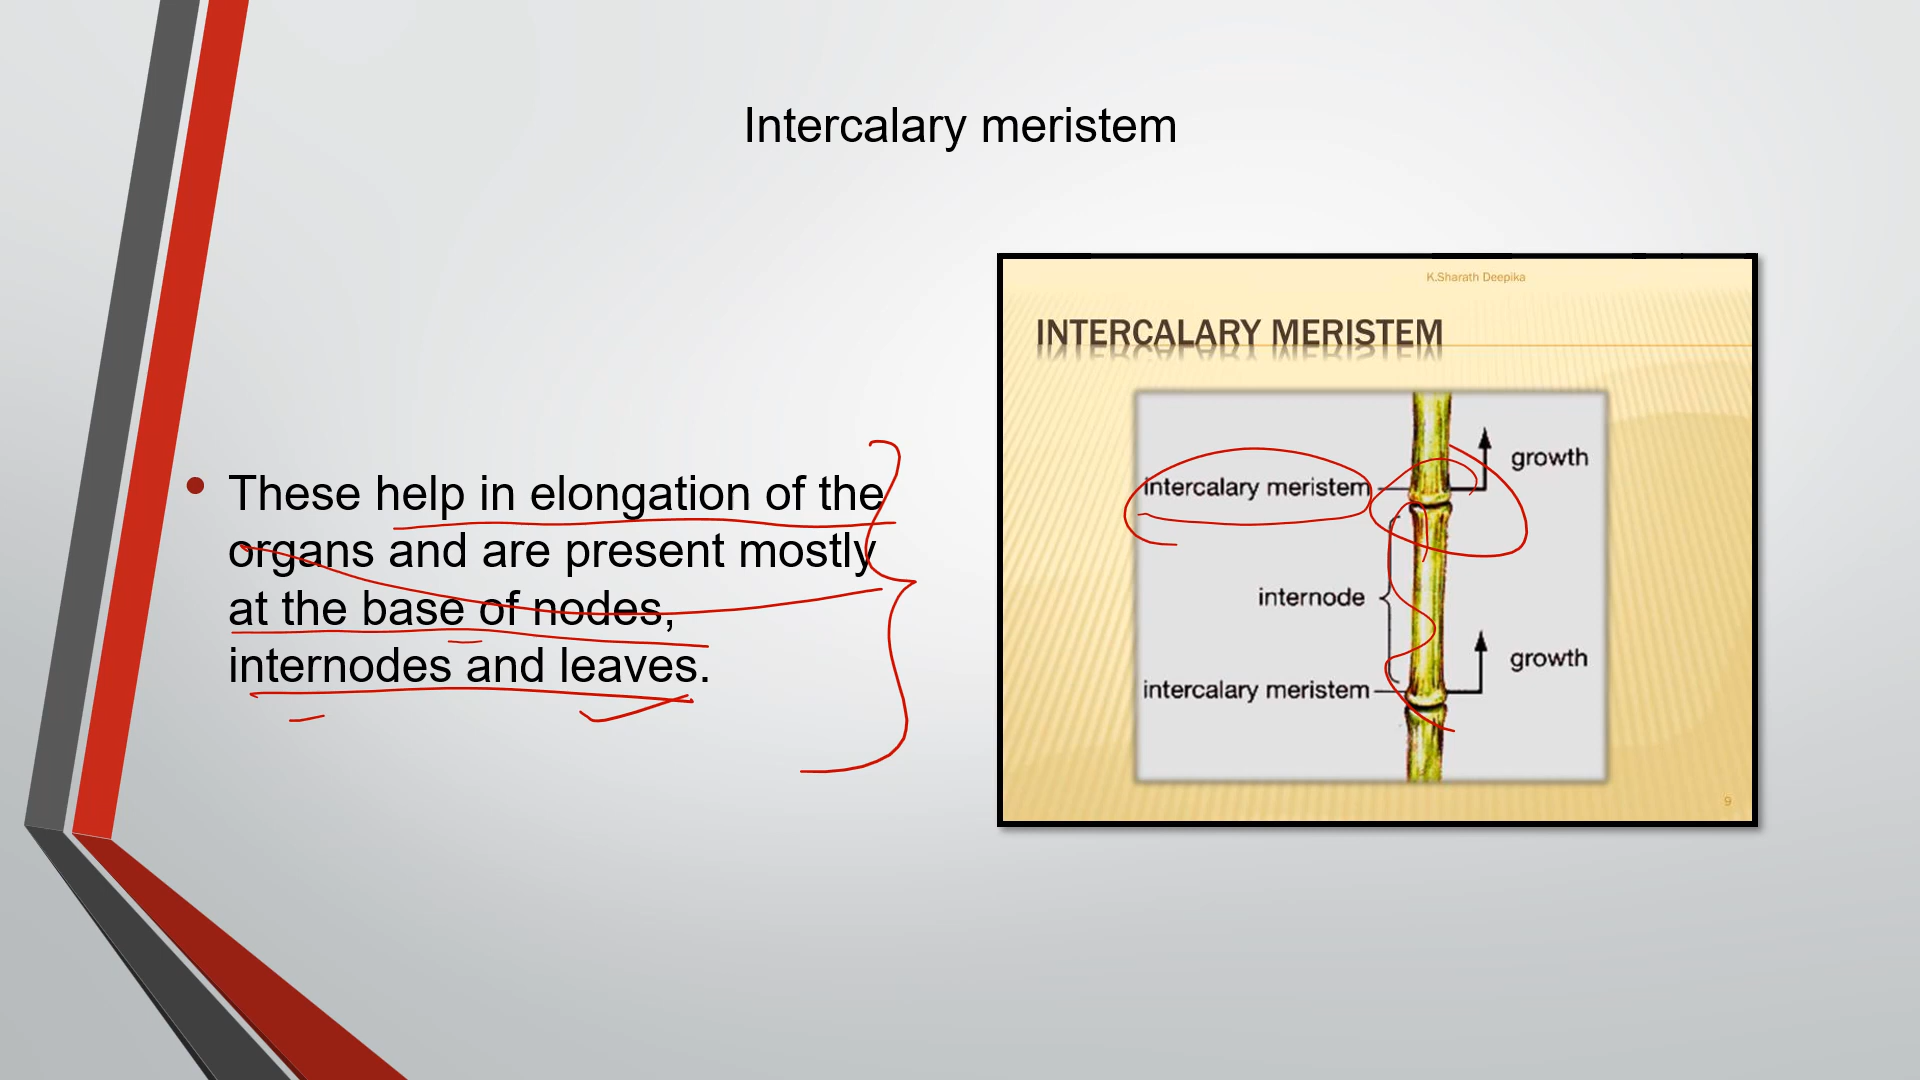 Intercalary meristem
• These help in elongation of the
organs and are present mostly
at the base of nodes,
internodes and leaves.
K.Sharath Deepika
INTERCALARY MERISTEM
growth
intercalary meristem
internode
growth
intercalary meristem
9